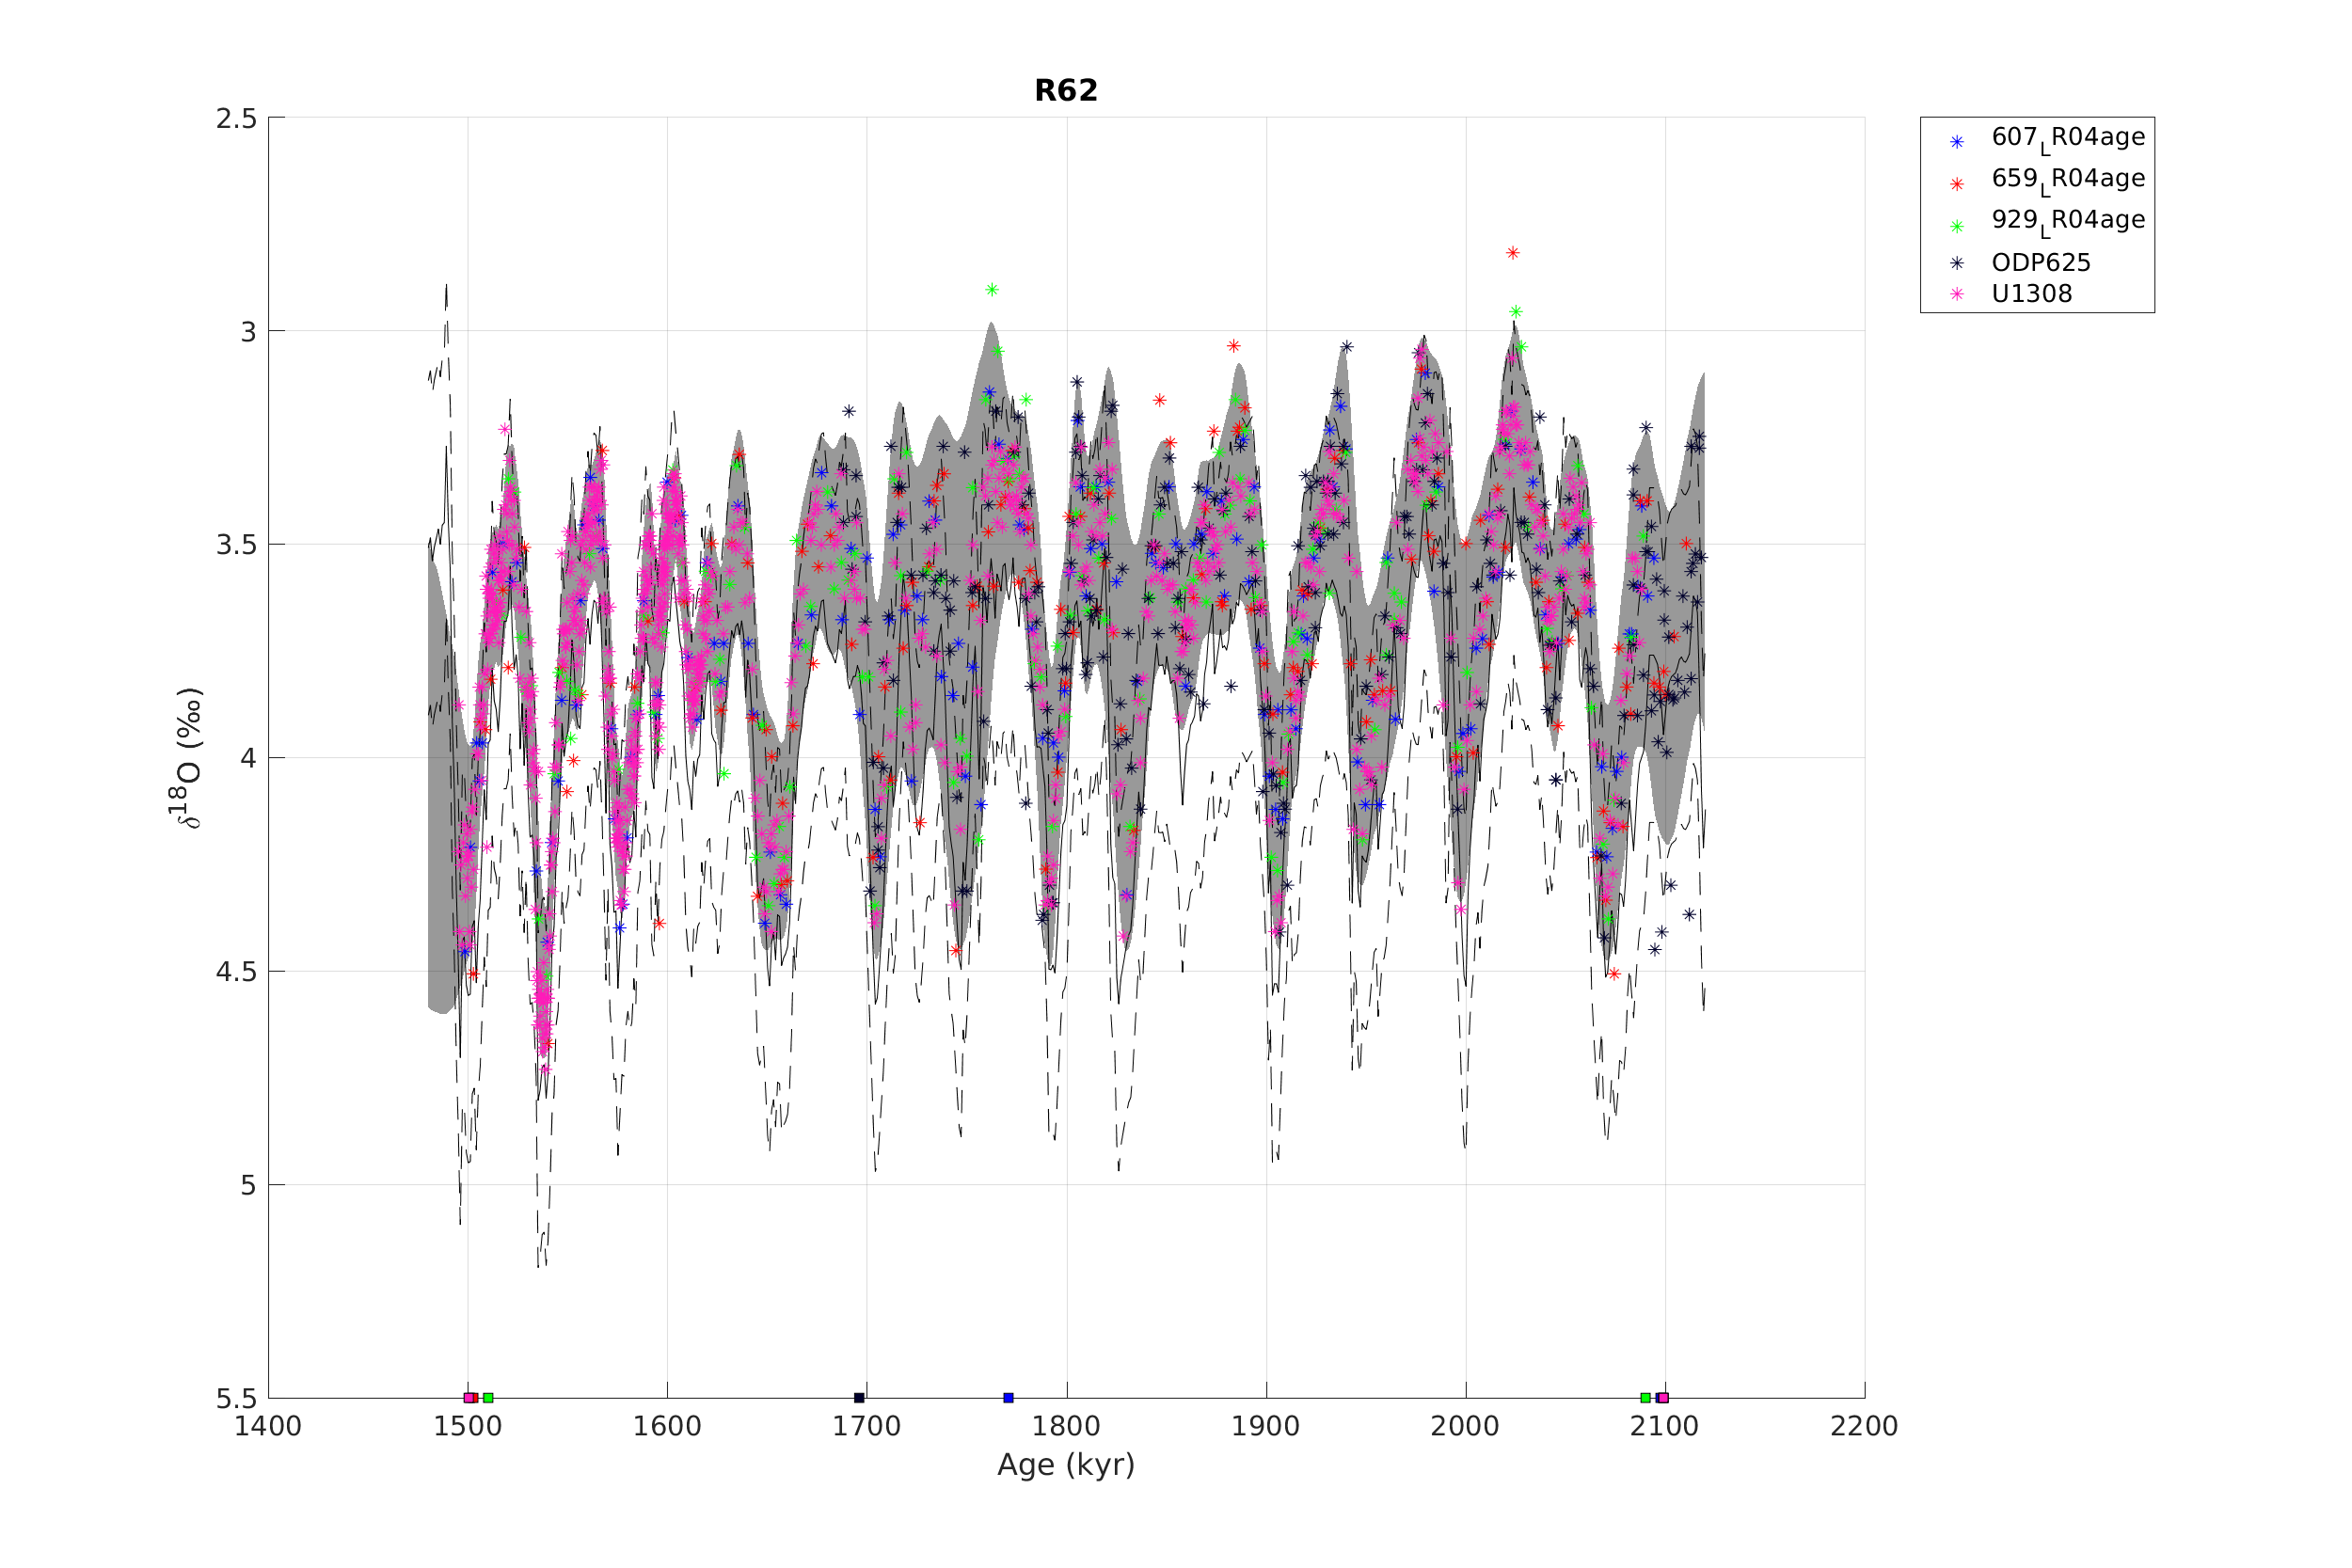 R62
2.5
3
3.5
4
4.5
5
5.5
δ18O (‰)
1400 1500 1600 1700 1800 1900 2000 2100 2200
Age (kyr)
607LR04age
659LR04age
929LR04age
ODP625
U1308